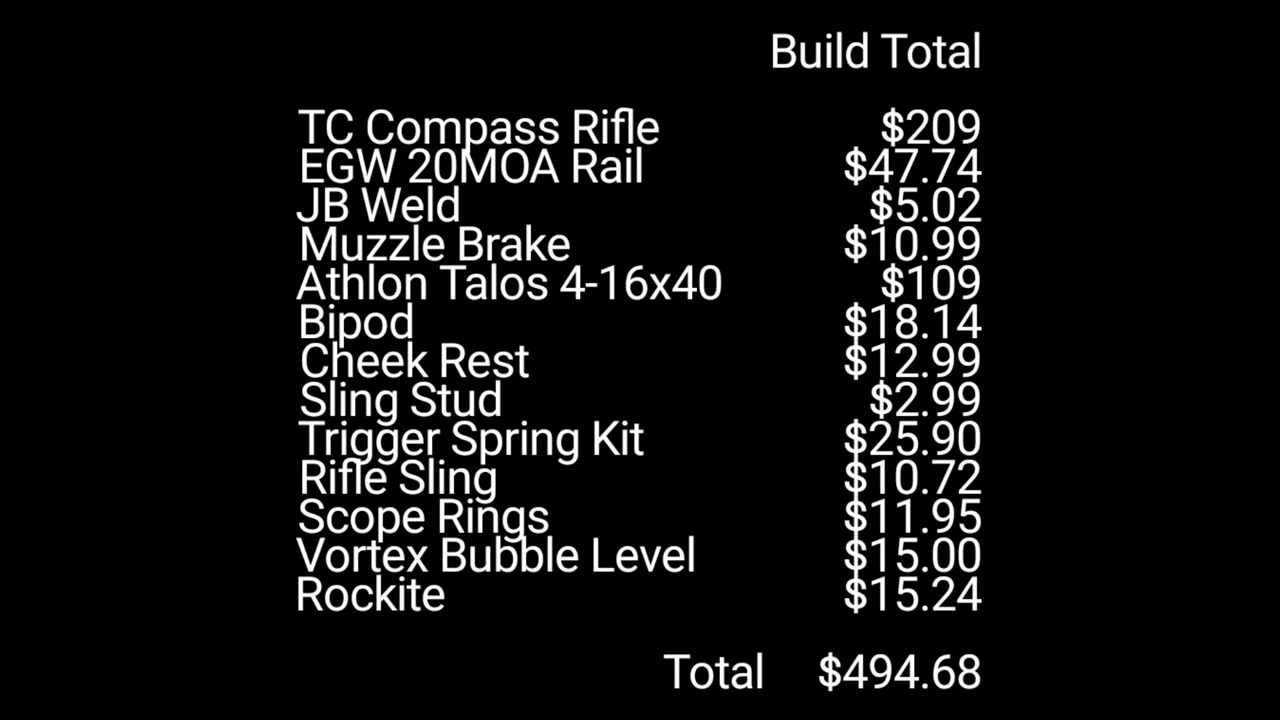 Build Total
TC Compass Rifle $209
EGW 20MOA Rail $47.74
JB Weld $5.02
Muzzle Brake $10.99
Athlon Talos 4-16x40 $109
Bipod $18.14
Cheek Rest $12.99
Sling Stud $2.99
Trigger Spring Kit $25.90
Rifle Sling $10.72
Scope Rings $11.95
Vortex Bubble Level $15.00
Rockite $15.24
Total $494.68